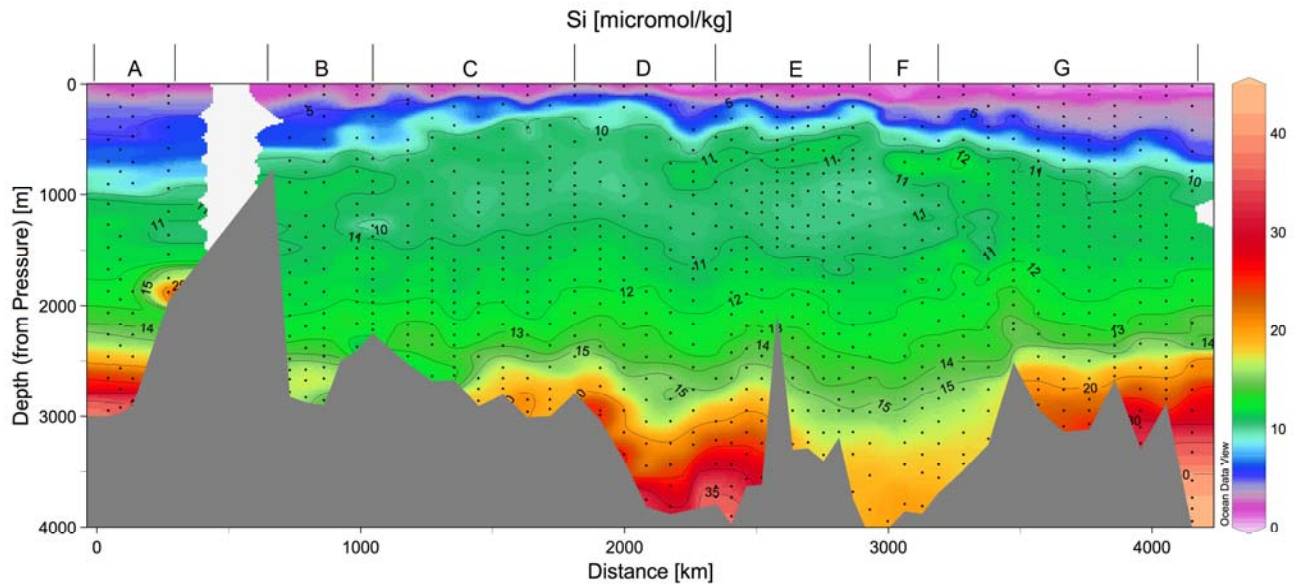 Si [micromol/kg]
A B C D E F G
0
1000
2000
3000
4000
Depth (from Pressure) [m]
5 5 5
10 10
11 11 12 11
11 11 10 11 11 11
15 12 12 12
14 13 13 13
15 14 14 14
15 15 15 20
35
0 1000 2000 3000 4000
Distance [km]
40
30
20
10
0
Ocean Data View